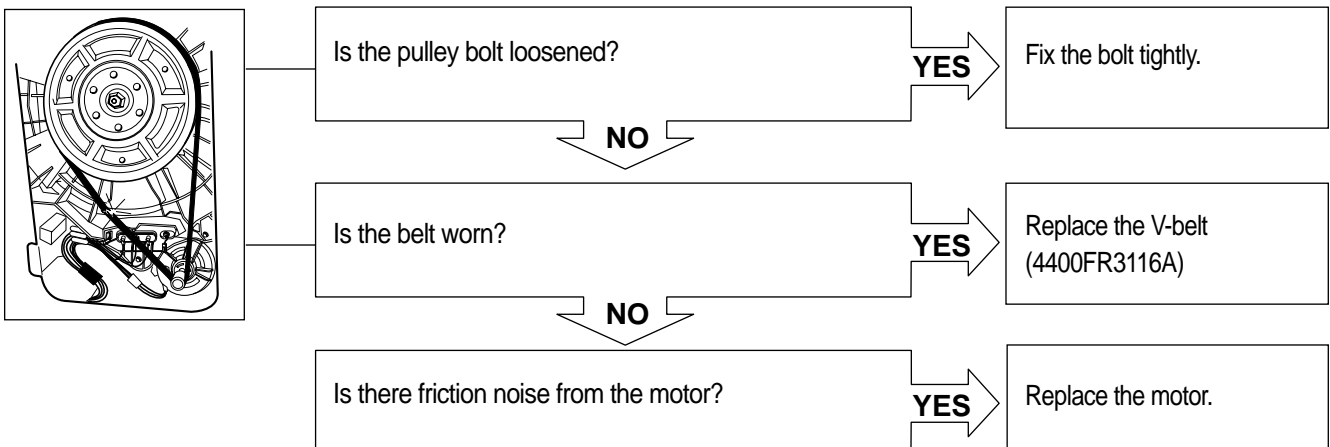 Is the pulley bolt loosened?
YES
Fix the bolt tightly.
NO
Is the belt worn?
YES
Replace the V-belt
(4400FR3116A)
NO
Is there friction noise from the motor?
YES
Replace the motor.